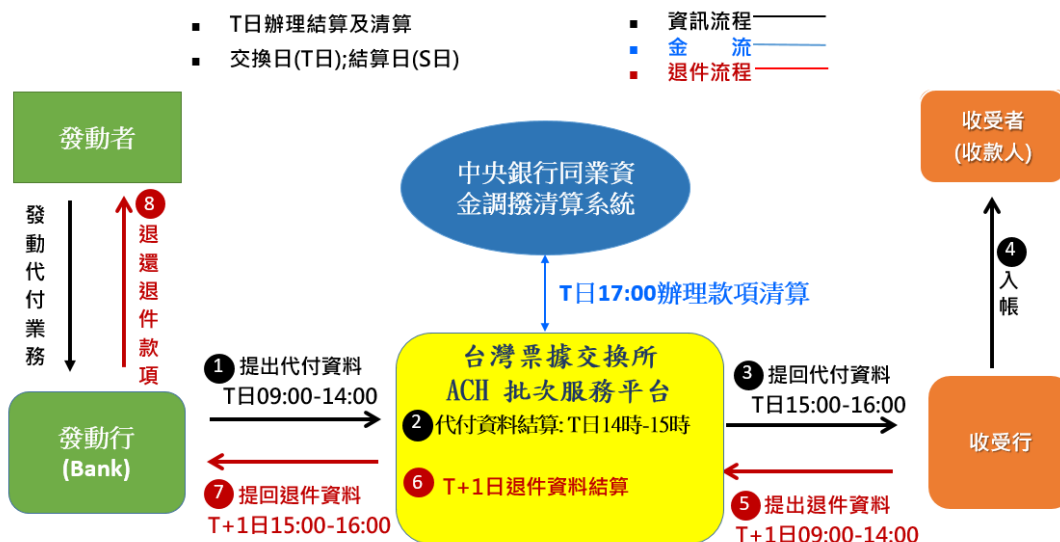 T日辦理結算及清算
交換日(T日);結算日(S日)
資訊流程
金 流
退件流程
發動者
收受者
(收款人)
中央銀行同業資
金調撥清算系統
發動代付業務
8
退還退件款項
4
入帳
T日17:00辦理款項清算
1 提出代付資料
T日09:00-14:00
台灣票據交換所
ACH 批次服務平台
2 代付資料結算: T日14時-15時
3 提回代付資料
T日15:00-16:00
發動行
(Bank)
收受行
6 T+1日退件資料結算
7 提回退件資料
T+1日15:00-16:00
5 提出退件資料
T+1日09:00-14:00